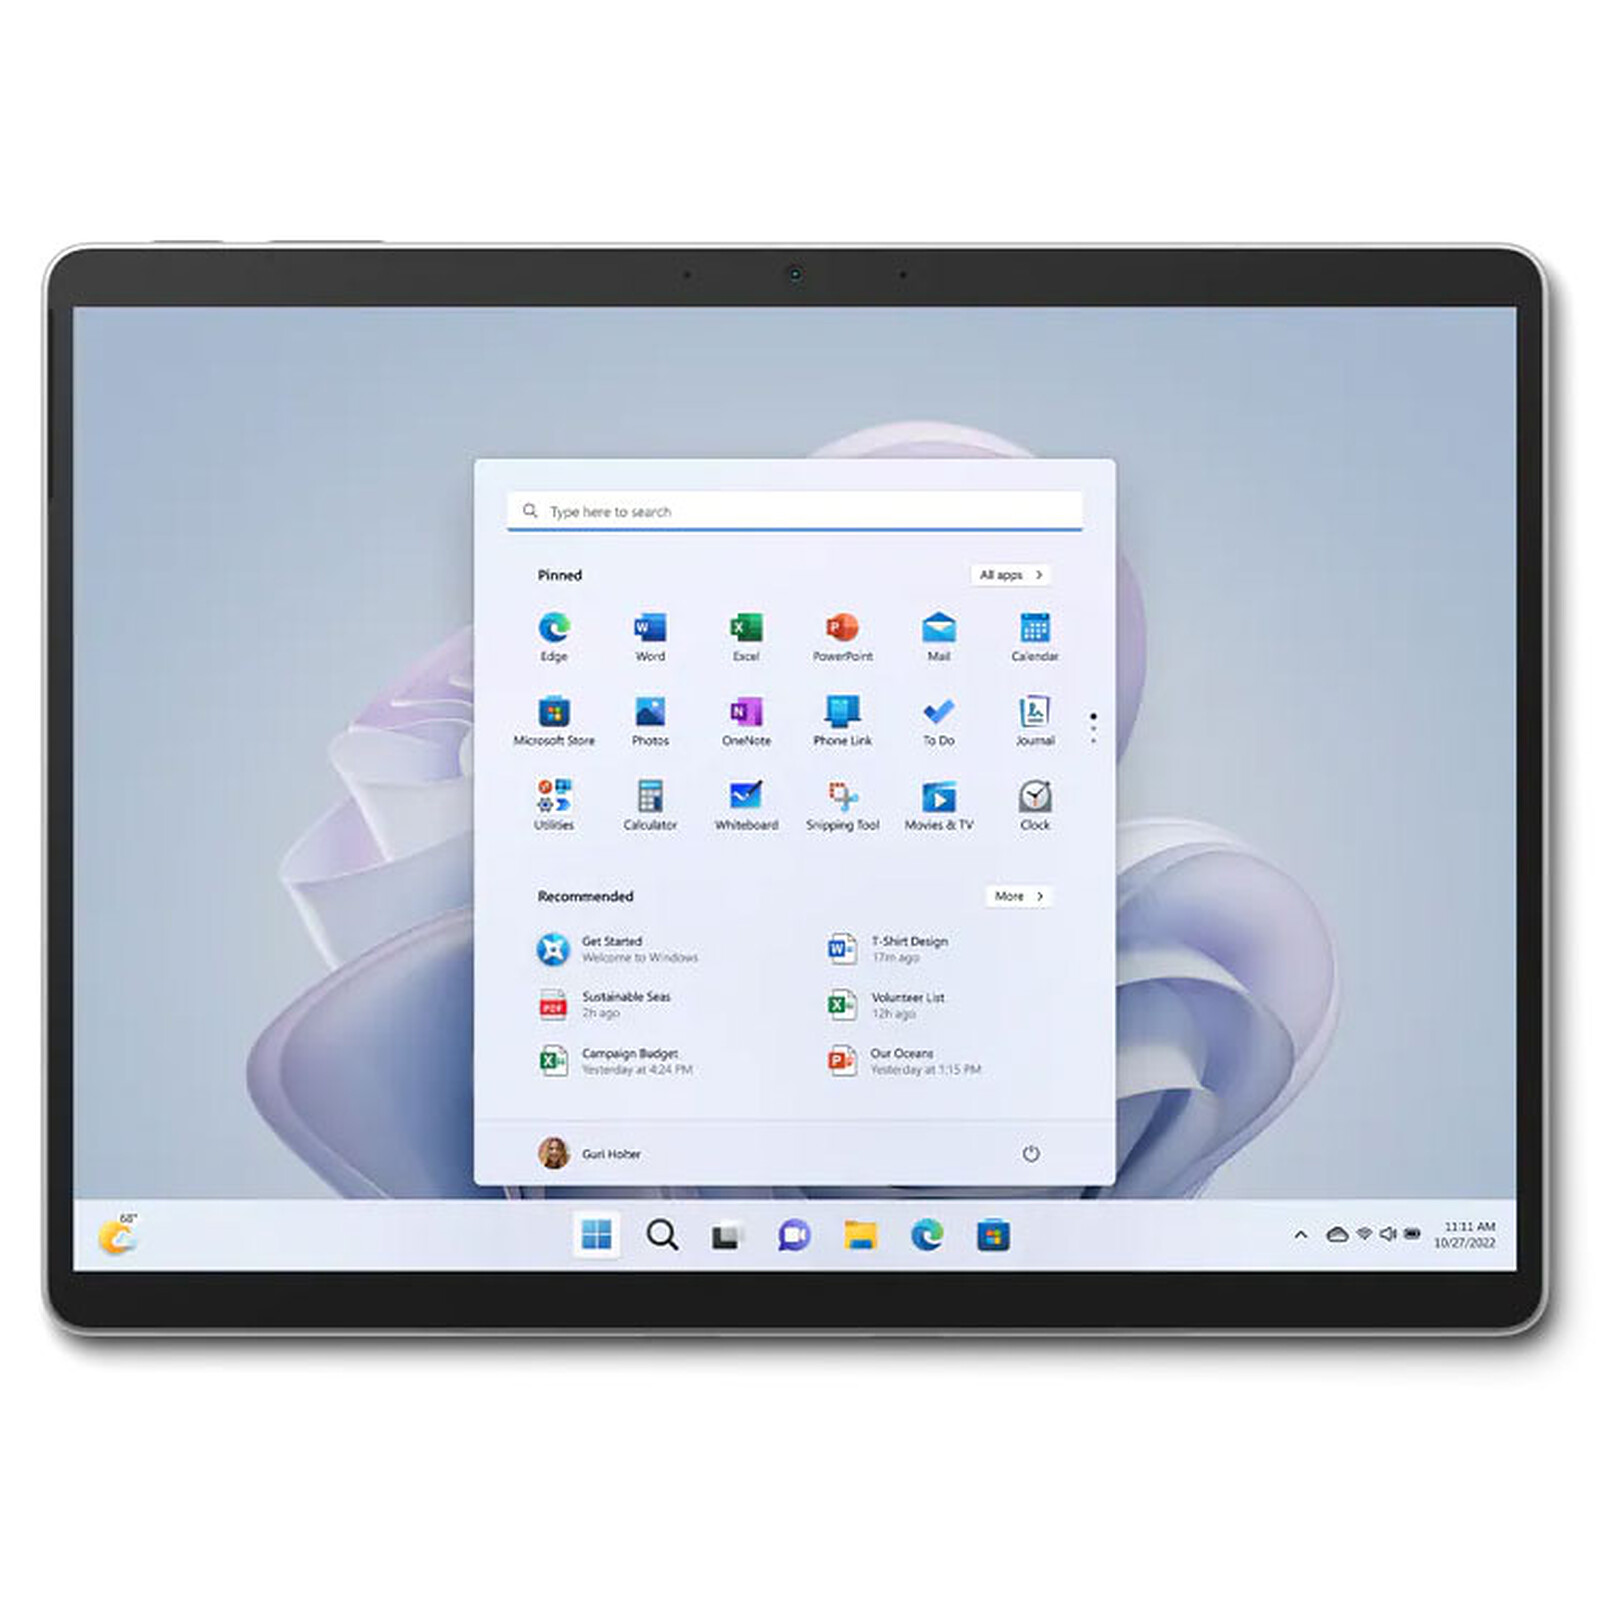 Type here to search
Pinned
All apps
Edge Word Excel PowerPoint Mail Calendar
Microsoft Store Photos OneNote Phone Link To Do Journal
Utilities Calculator Whiteboard Snipping Tool Movies & TV Clock
Recommended
More
Get Started
Welcome to Windows
T-Shirt Design
17m ago
Sustainable Seas
2h ago
Volunteer List
12h ago
Campaign Budget
Yesterday at 4:24 PM
Our Oceans
Yesterday at 1:15 PM
Guri Holter
68°
11:11 AM
10/27/2022